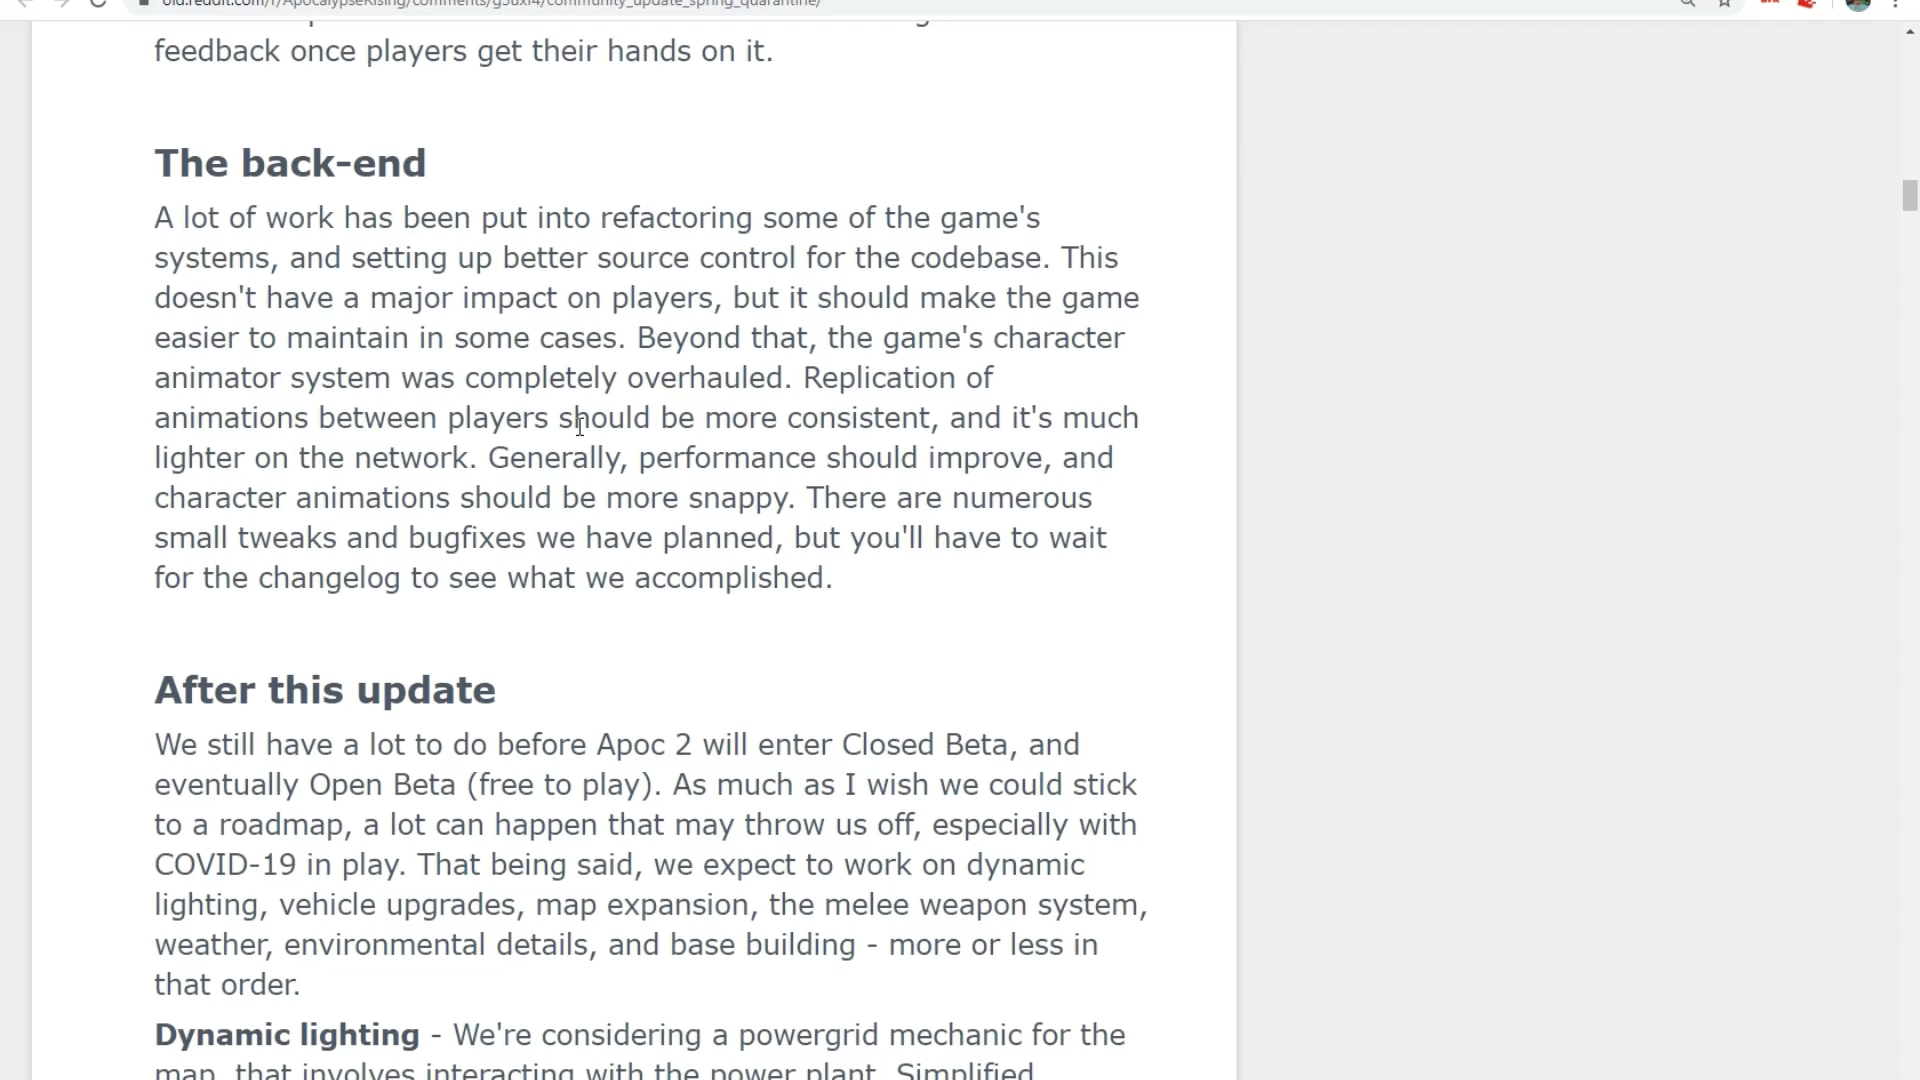 old.reddit.com/r/ApocalypseRising/comments/g5uxf4/community_update_spring_quarantine/
feedback once players get their hands on it.
The back-end
A lot of work has been put into refactoring some of the game's
systems, and setting up better source control for the codebase. This
doesn't have a major impact on players, but it should make the game
easier to maintain in some cases. Beyond that, the game's character
animator system was completely overhauled. Replication of
animations between players should be more consistent, and it's much
lighter on the network. Generally, performance should improve, and
character animations should be more snappy. There are numerous
small tweaks and bugfixes we have planned, but you'll have to wait
for the changelog to see what we accomplished.
After this update
We still have a lot to do before Apoc 2 will enter Closed Beta, and
eventually Open Beta (free to play). As much as I wish we could stick
to a roadmap, a lot can happen that may throw us off, especially with
COVID-19 in play. That being said, we expect to work on dynamic
lighting, vehicle upgrades, map expansion, the melee weapon system,
weather, environmental details, and base building - more or less in
that order.
Dynamic lighting - We're considering a powergrid mechanic for the
map, that involves interacting with the power plant. Simplified